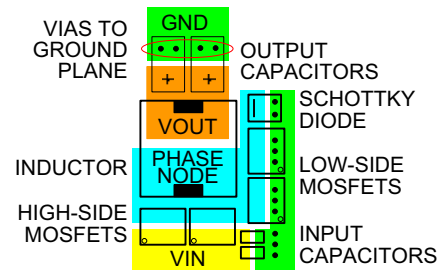 GND
VIAS TO
GROUND
PLANE
OUTPUT
CAPACITORS
+ +
VOUT
SCHOTTKY
DIODE
INDUCTOR
PHASE
NODE
LOW-SIDE
MOSFETS
HIGH-SIDE
MOSFETS
VIN
INPUT
CAPACITORS